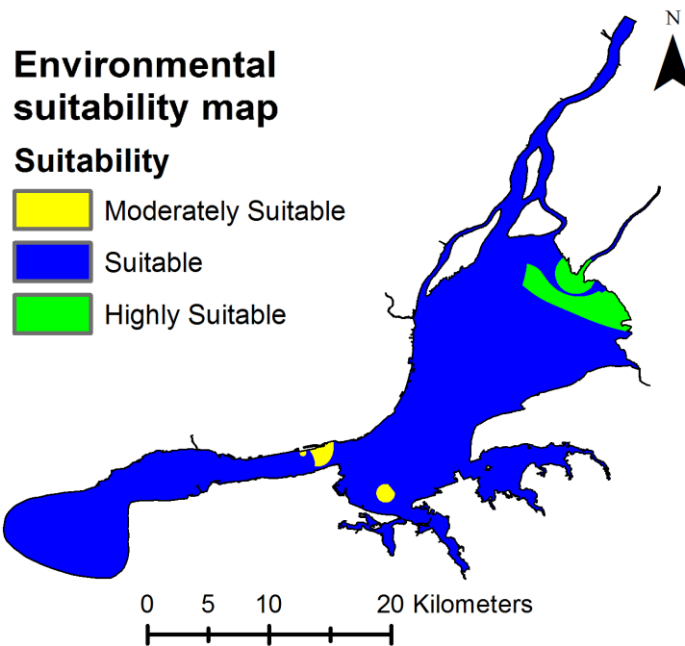 N
Environmental
suitability map
Suitability
Moderately Suitable
Suitable
Highly Suitable
0 5 10 20 Kilometers